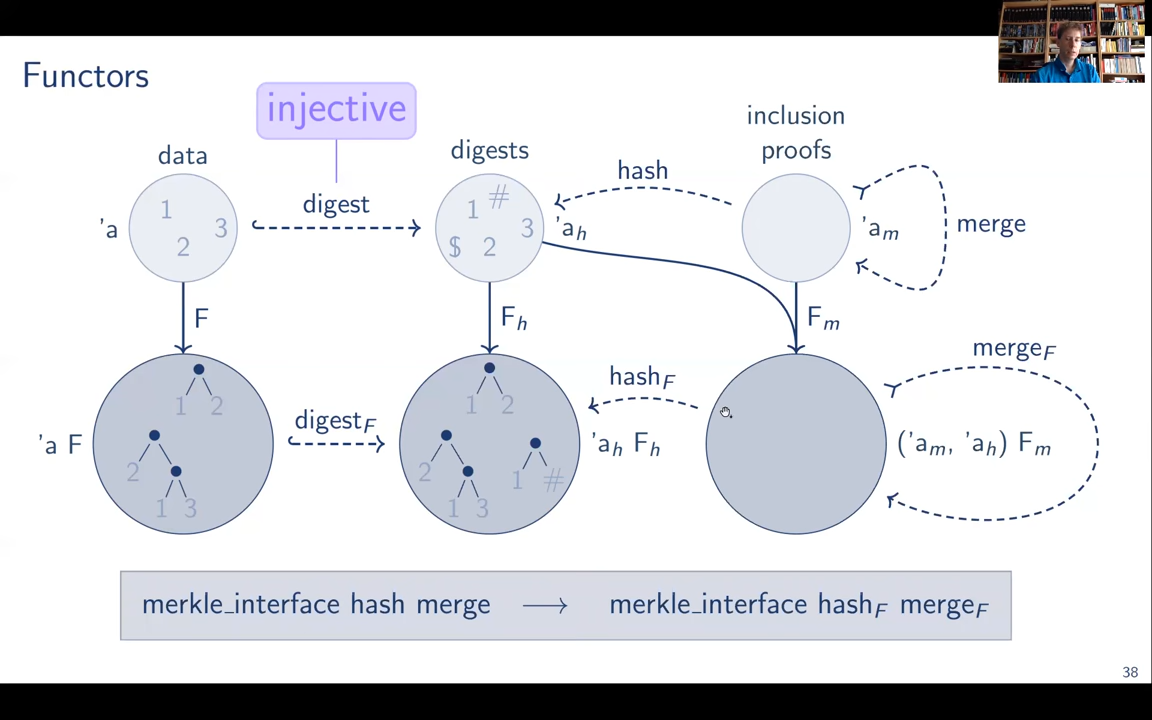 Functors
injective
data
digests
inclusion
proofs
'a
1
2
3
digest
1
#
$
2
3
'a_h
hash
'a_m
merge
F
F_h
F_m
'a F
1 2
2
1 3
digest_F
1 2
2
1 3
1 #
'a_h F_h
hash_F
('a_m, 'a_h) F_m
merge_F
merkle_interface hash merge ⟶ merkle_interface hash_F merge_F
38